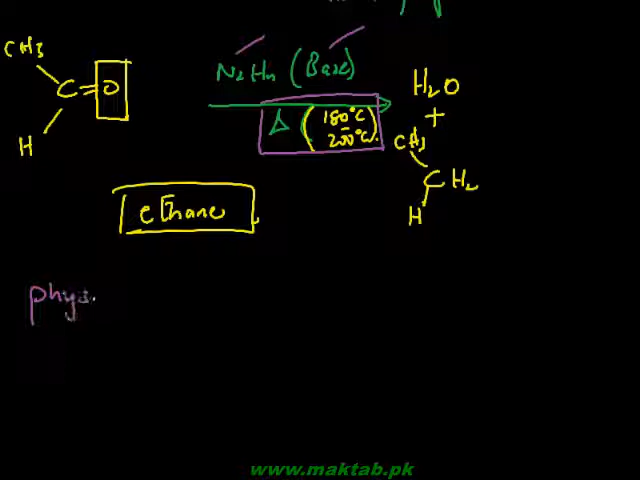 CH3
C=O
H
N2H4 (Base)
Δ (180°C - 200°C)
H2O
+
CH3
CH2
H
eThane
phys
www.maktab.pk